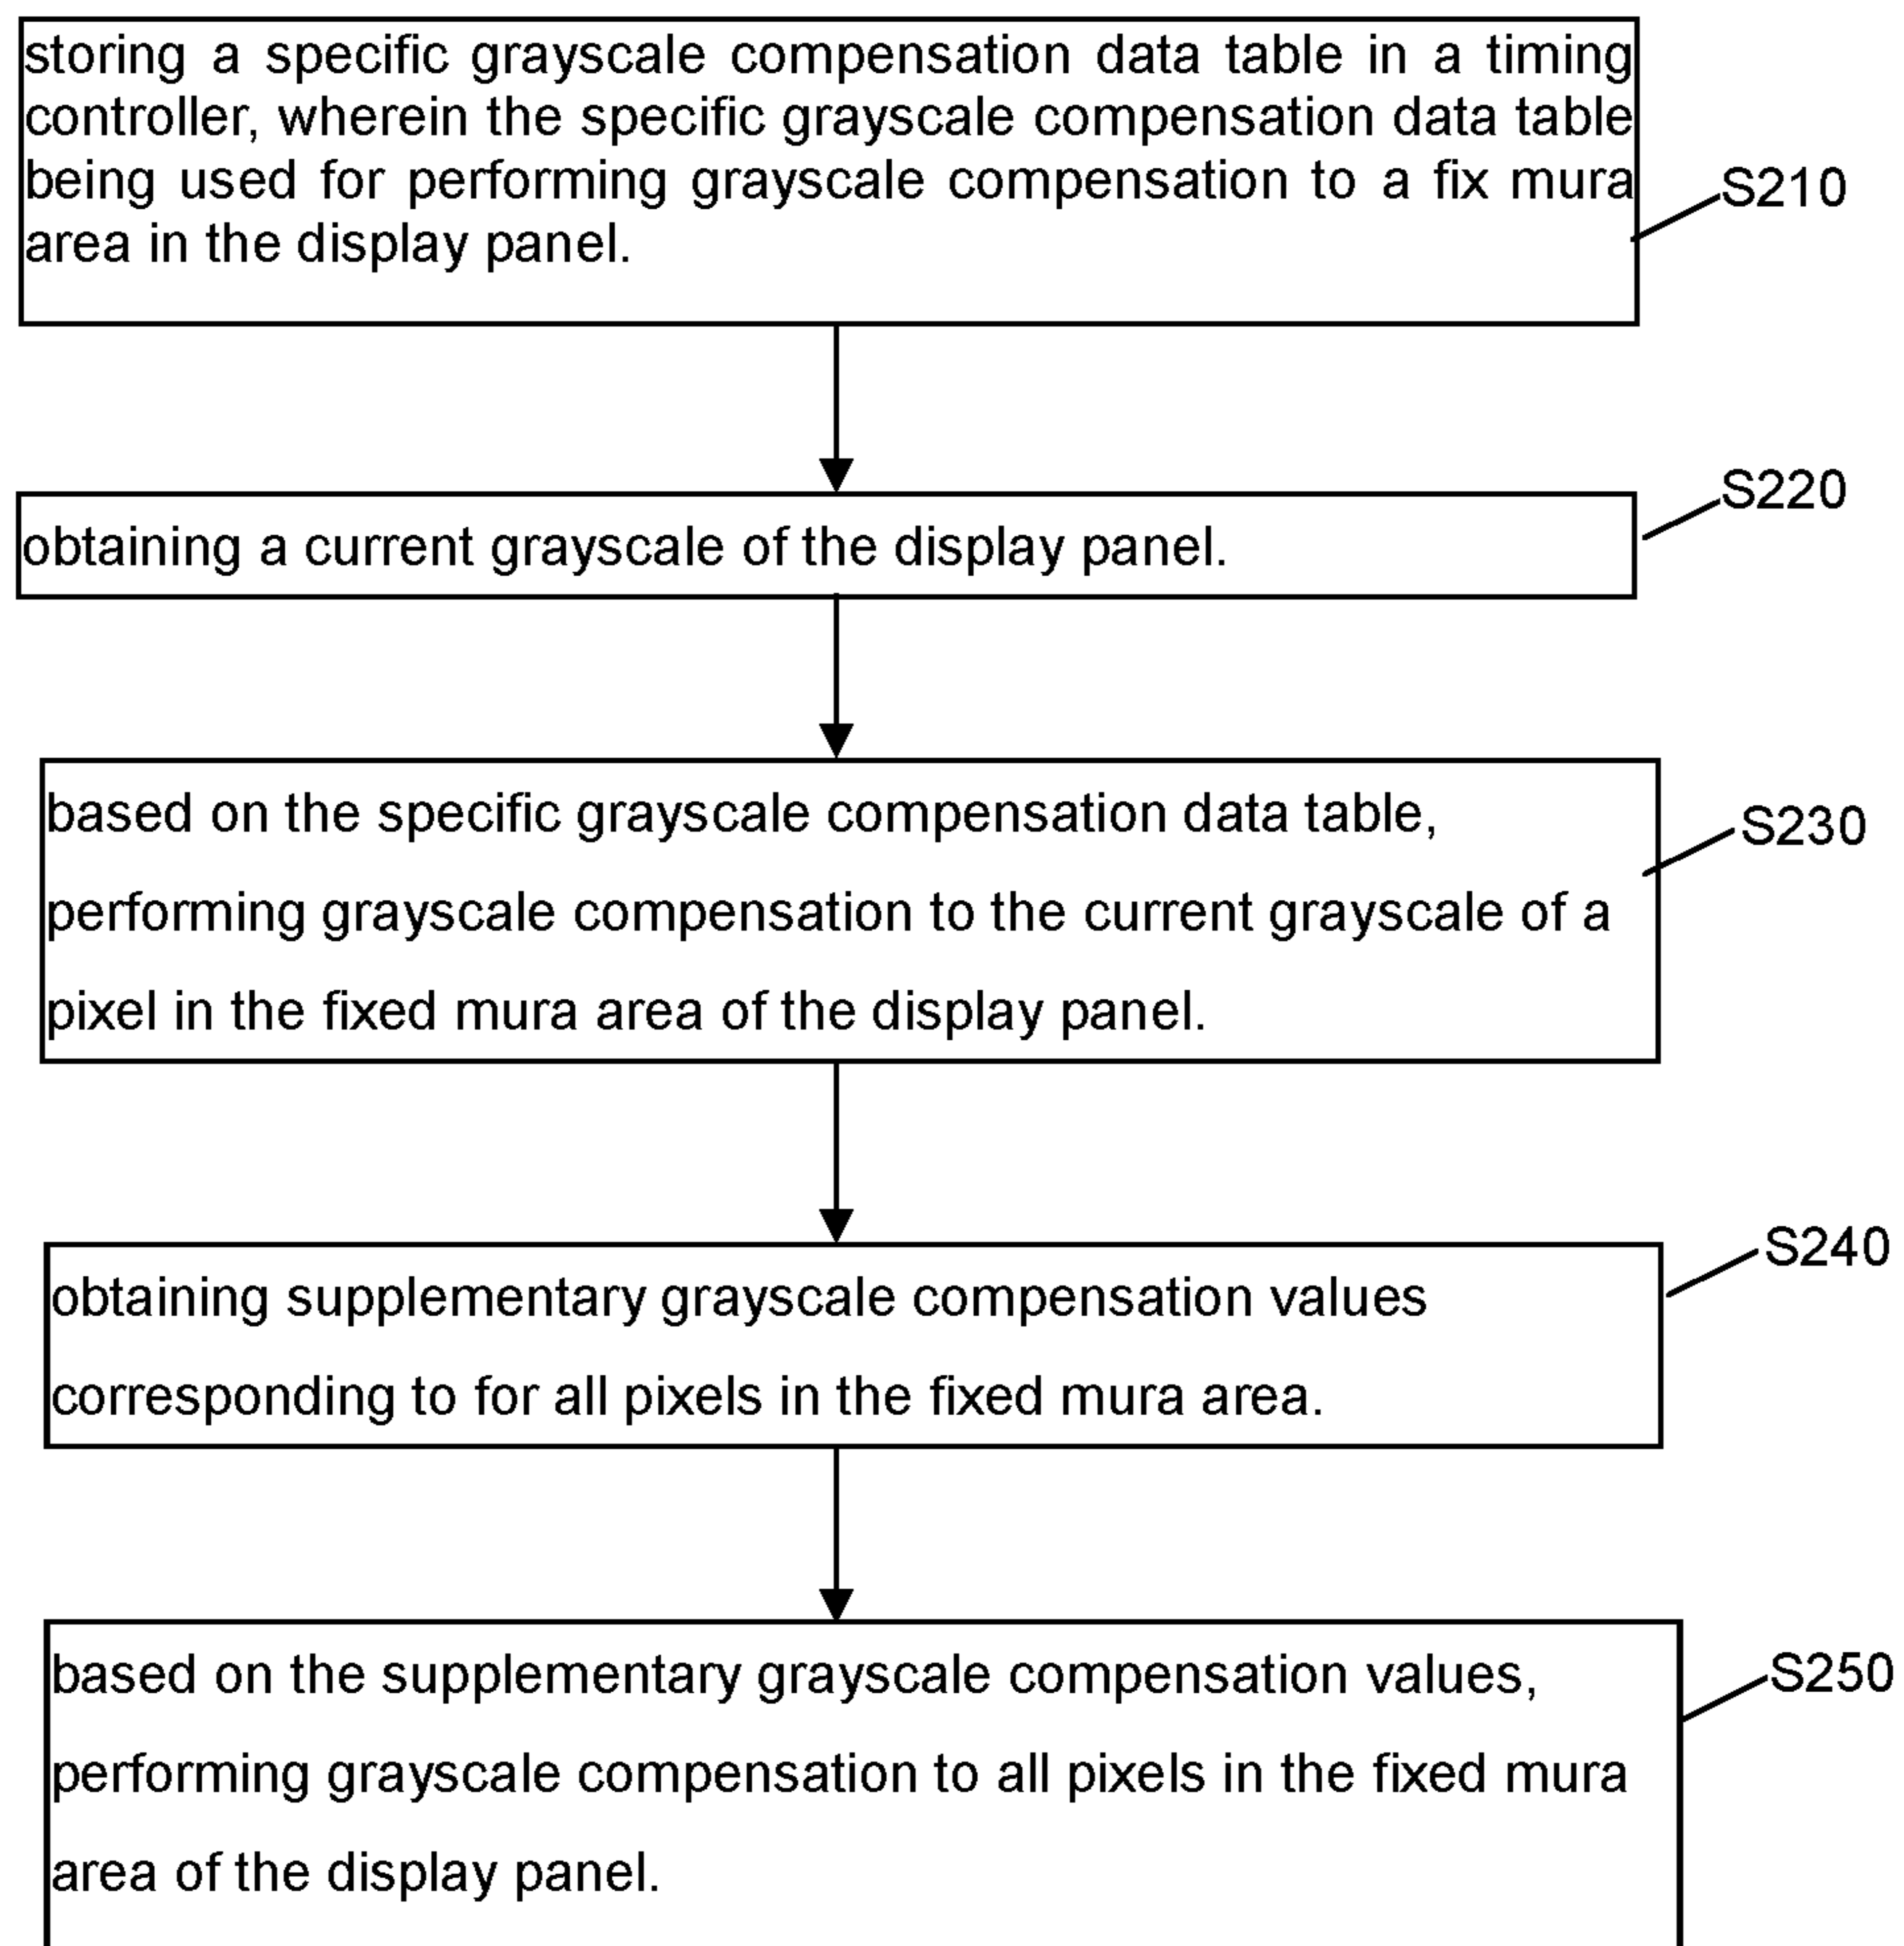 storing a specific grayscale compensation data table in a timing
controller, wherein the specific grayscale compensation data table
being used for performing grayscale compensation to a fix mura
area in the display panel.
S210
S220
obtaining a current grayscale of the display panel.
based on the specific grayscale compensation data table,
S230
performing grayscale compensation to the current grayscale of a
pixel in the fixed mura area of the display panel.
S240
obtaining supplementary grayscale compensation values
corresponding to for all pixels in the fixed mura area.
based on the supplementary grayscale compensation values,
S250
performing grayscale compensation to all pixels in the fixed mura
area of the display panel.